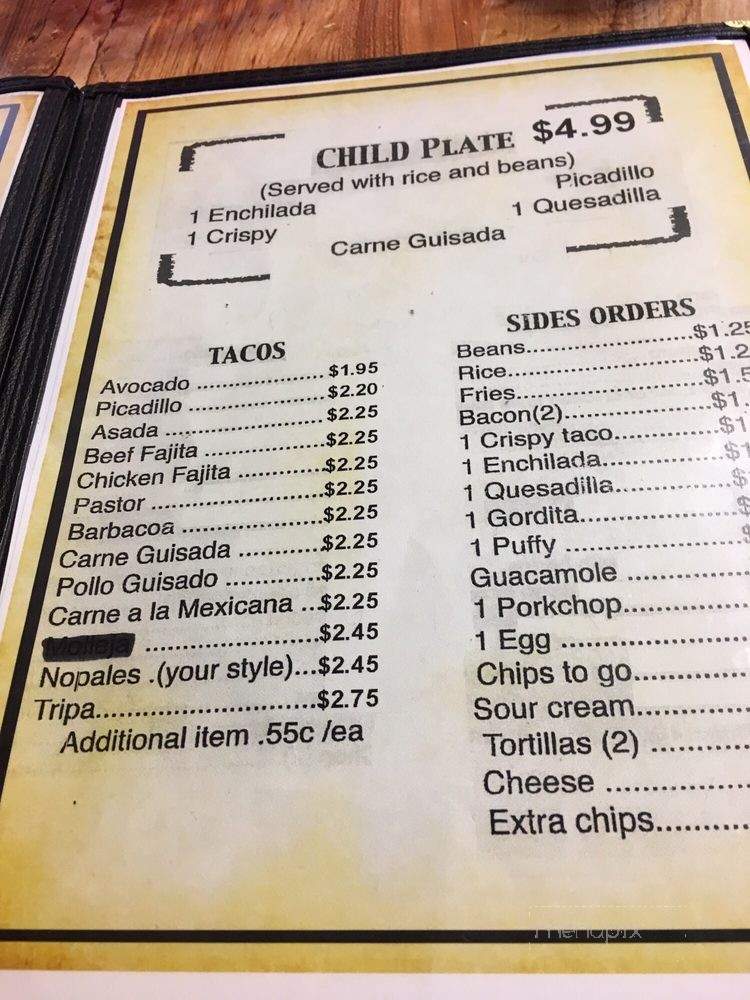 CHILD PLATE $4.99
(Served with rice and beans)
1 Enchilada
Picadillo
1 Crispy
1 Quesadilla
Carne Guisada
TACOS
Avocado .................... $1.95
Picadillo ..................... $2.20
Asada ........................ $2.25
Beef Fajita ..................$2.25
Chicken Fajita .............$2.25
Pastor .........................$2.25
Barbacoa ....................$2.25
Carne Guisada ............$2.25
Pollo Guisado .............$2.25
Carne a la Mexicana ...$2.25
Molleja ........................$2.45
Nopales .(your style)...$2.45
Tripa............................$2.75
Additional item .55c /ea
SIDES ORDERS
Beans........................$1.25
Rice...........................$1.2
Fries..........................$1.5
Bacon(2)....................$1.
1 Crispy taco..............$1
1 Enchilada................$1
1 Quesadilla...............$
1 Gordita.....................$
1 Puffy ......................$
Guacamole ................
1 Porkchop.................
1 Egg ........................
Chips to go.................
Sour cream................
Tortillas (2) ..............
Cheese ...................
Extra chips...............
menupix